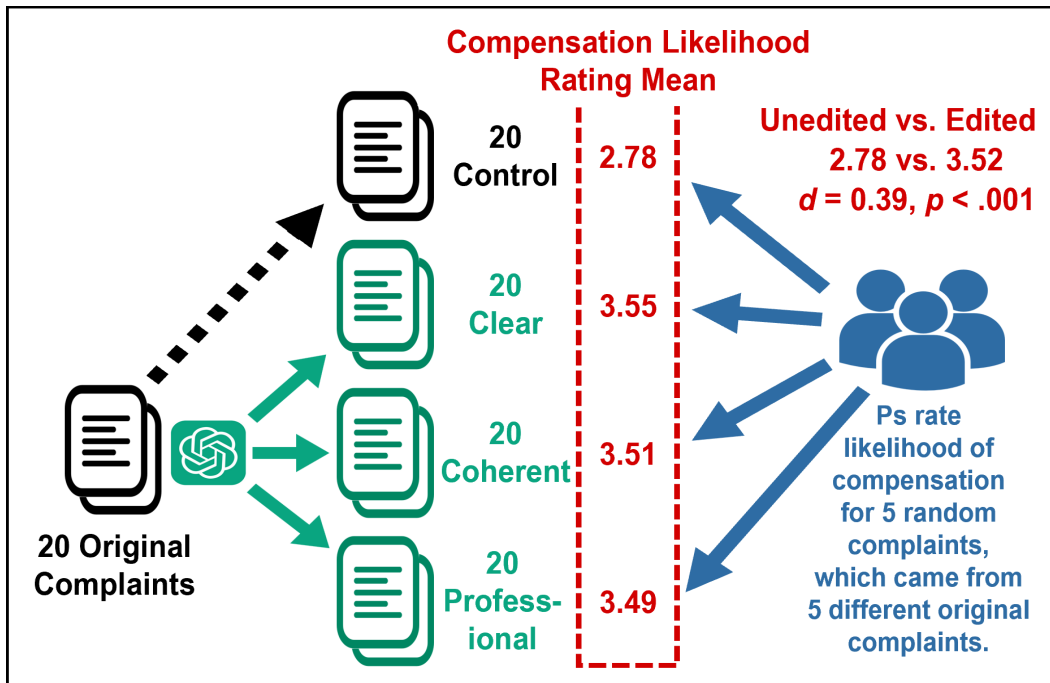 Compensation Likelihood
Rating Mean
Unedited vs. Edited
2.78 vs. 3.52
d = 0.39, p < .001
20
Control
2.78
20
Clear
3.55
20
Coherent
3.51
20
Profess-
ional
3.49
20 Original
Complaints
Ps rate
likelihood of
compensation
for 5 random
complaints,
which came from
5 different original
complaints.